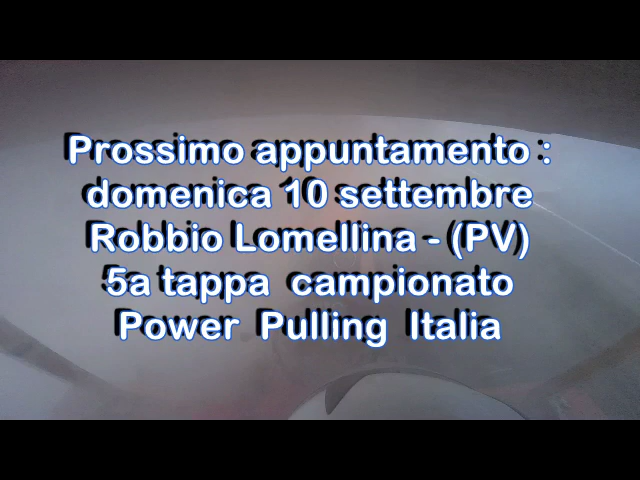 Prossimo appuntamento :
domenica 10 settembre
Robbio Lomellina - (PV)
5a tappa campionato
Power Pulling Italia